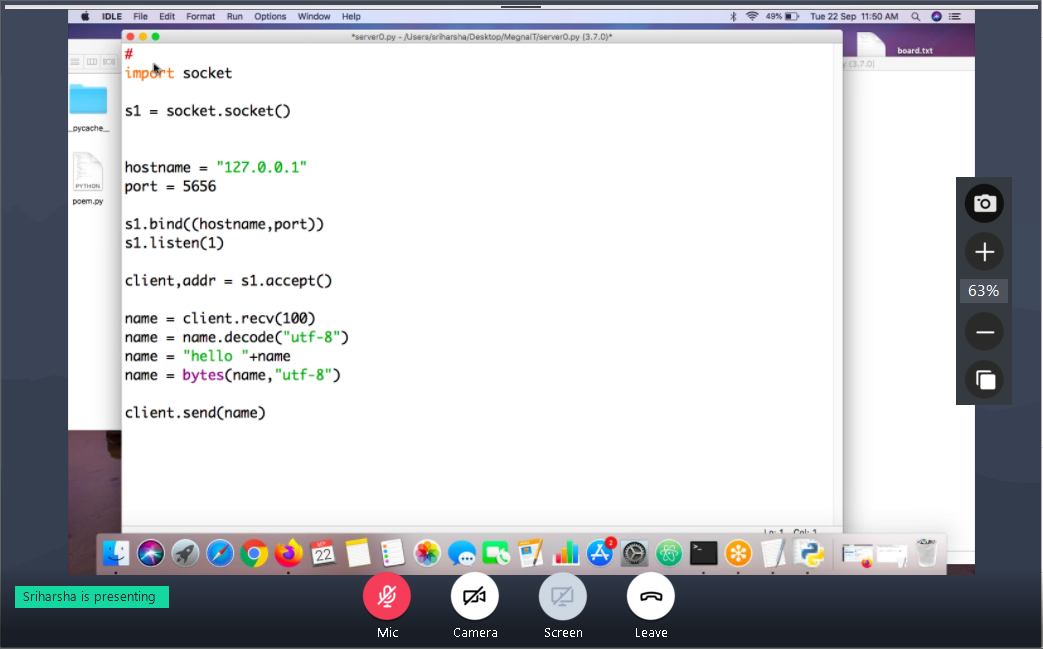 IDLE File Edit Format Run Options Window Help 49% Tue 22 Sep 11:50 AM
*server0.py - /Users/sriharsha/Desktop/MegnaIT/server0.py (3.7.0)*
board.txt
y (3.7.0)
#
import socket
s1 = socket.socket()
_pycache_
hostname = "127.0.0.1"
port = 5656
PYTHON
poem.py
s1.bind((hostname,port))
s1.listen(1)
client,addr = s1.accept()
63%
name = client.recv(100)
name = name.decode("utf-8")
name = "hello "+name
name = bytes(name,"utf-8")
client.send(name)
Ln: 1 Col: 1
SEP
22
2
Sriharsha is presenting
Mic Camera Screen Leave